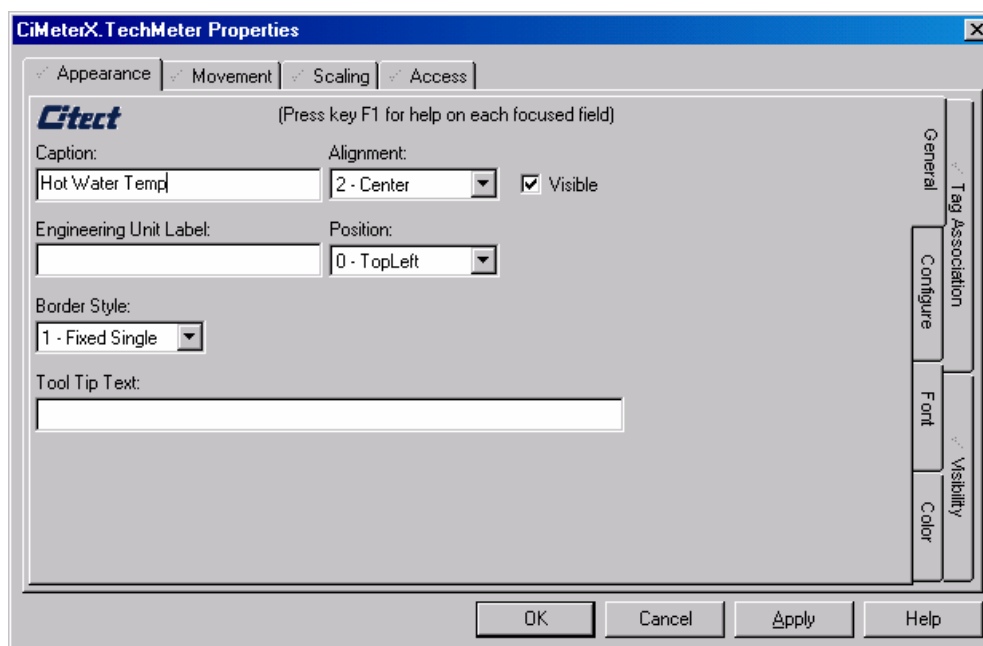 CiMeterX.TechMeter Properties
Appearance Movement Scaling Access
Citect (Press key F1 for help on each focused field)
Caption: Alignment:
Hot Water Temp 2 - Center Visible
Engineering Unit Label: Position:
0 - TopLeft
Border Style:
1 - Fixed Single
Tool Tip Text:
General
Configure
Font
Color
Tag Association
Visibility
OK Cancel Apply Help